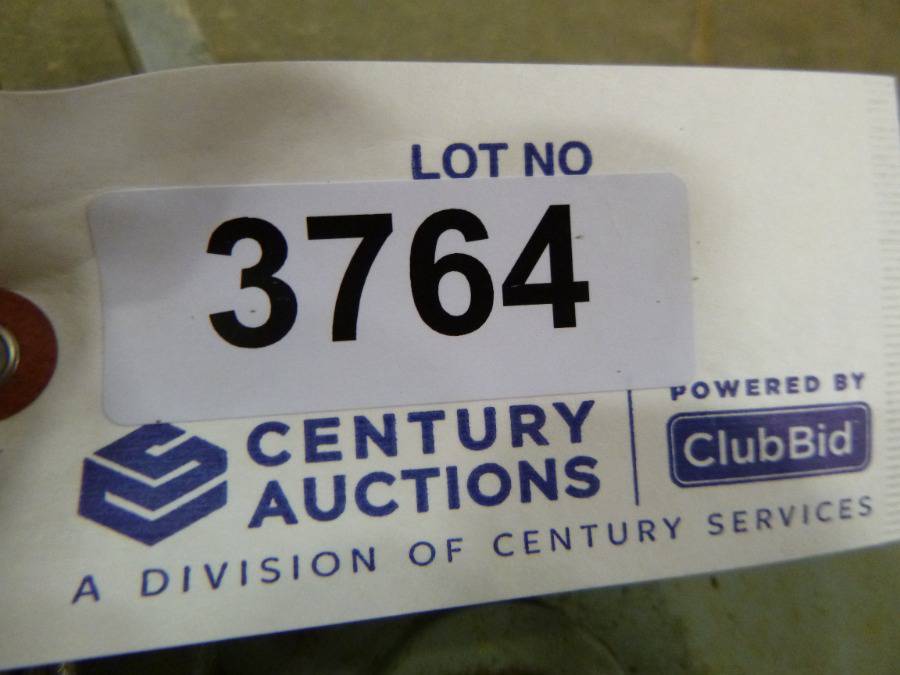 LOT NO
3764
CENTURY
AUCTIONS
POWERED BY
ClubBid
A DIVISION OF CENTURY SERVICES